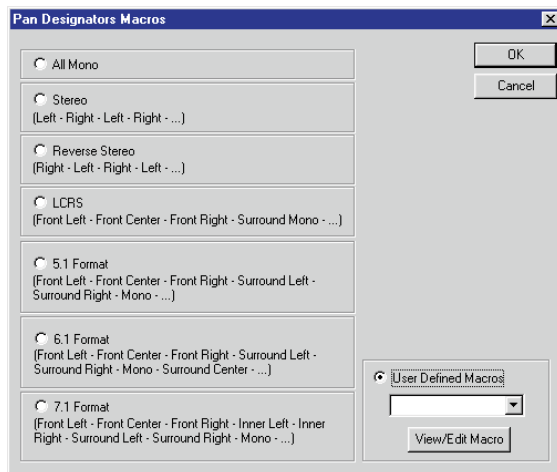 Pan Designators Macros
All Mono
Stereo
(Left - Right - Left - Right - ...)
Reverse Stereo
(Right - Left - Right - Left - ...)
LCRS
(Front Left - Front Center - Front Right - Surround Mono - ...)
5.1 Format
(Front Left - Front Center - Front Right - Surround Left -
Surround Right - Mono - ...)
6.1 Format
(Front Left - Front Center - Front Right - Surround Left -
Surround Right - Mono - Surround Center - ...)
7.1 Format
(Front Left - Front Center - Front Right - Inner Left - Inner
Right - Surround Left - Surround Right - Mono - ...)
OK
Cancel
User Defined Macros
View/Edit Macro